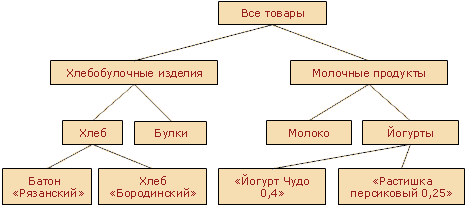 Все товары
Хлебобулочные изделия
Молочные продукты
Хлеб
Булки
Молоко
Йогурты
Батон
«Рязанский»
Хлеб
«Бородинский»
«Йогурт Чудо
0,4»
«Растишка
персиковый 0,25»